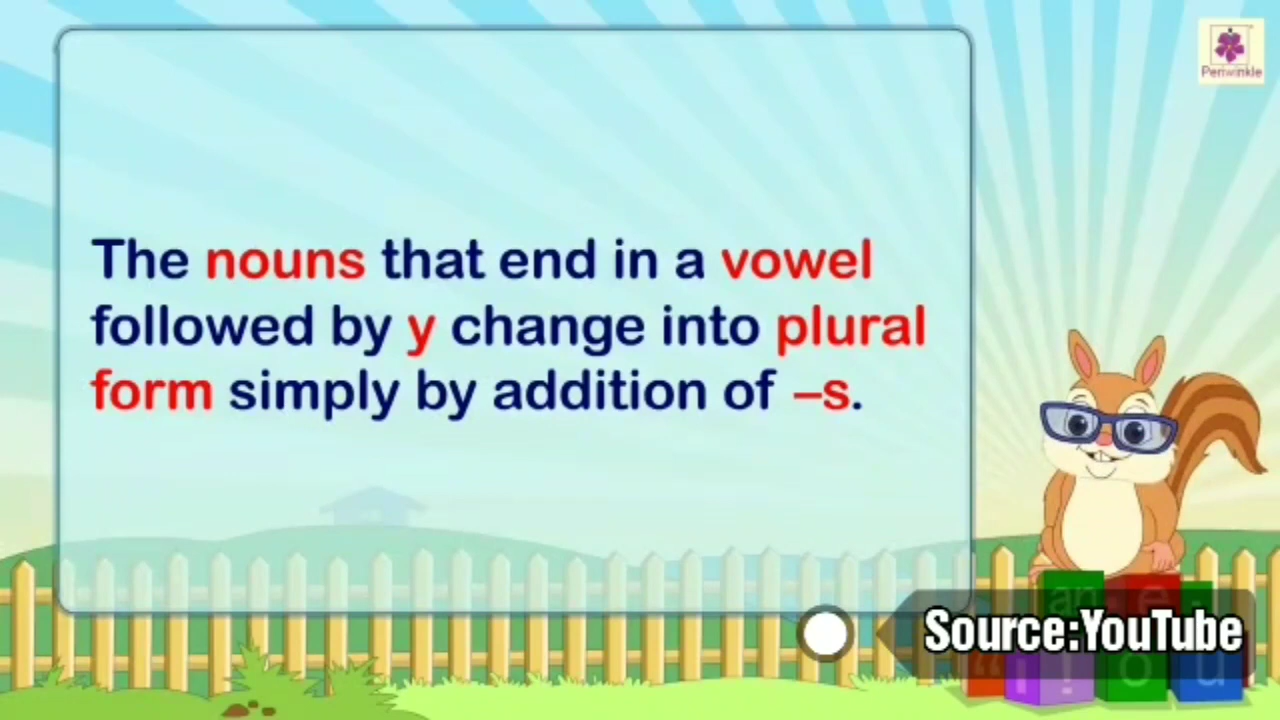 Periwinkle
The nouns that end in a vowel
followed by y change into plural
form simply by addition of –s.
an e
Source:YouTube
“ i ! o u